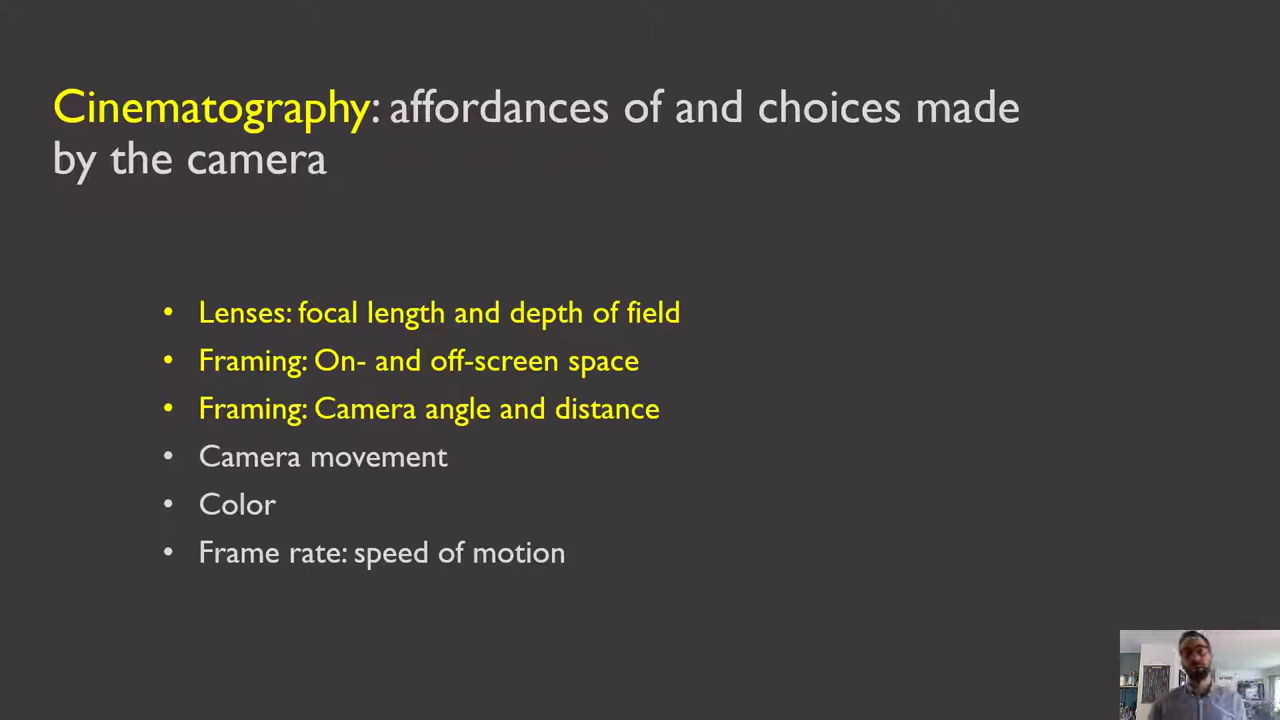 Cinematography: affordances of and choices made
by the camera
• Lenses: focal length and depth of field
• Framing: On- and off-screen space
• Framing: Camera angle and distance
• Camera movement
• Color
• Frame rate: speed of motion